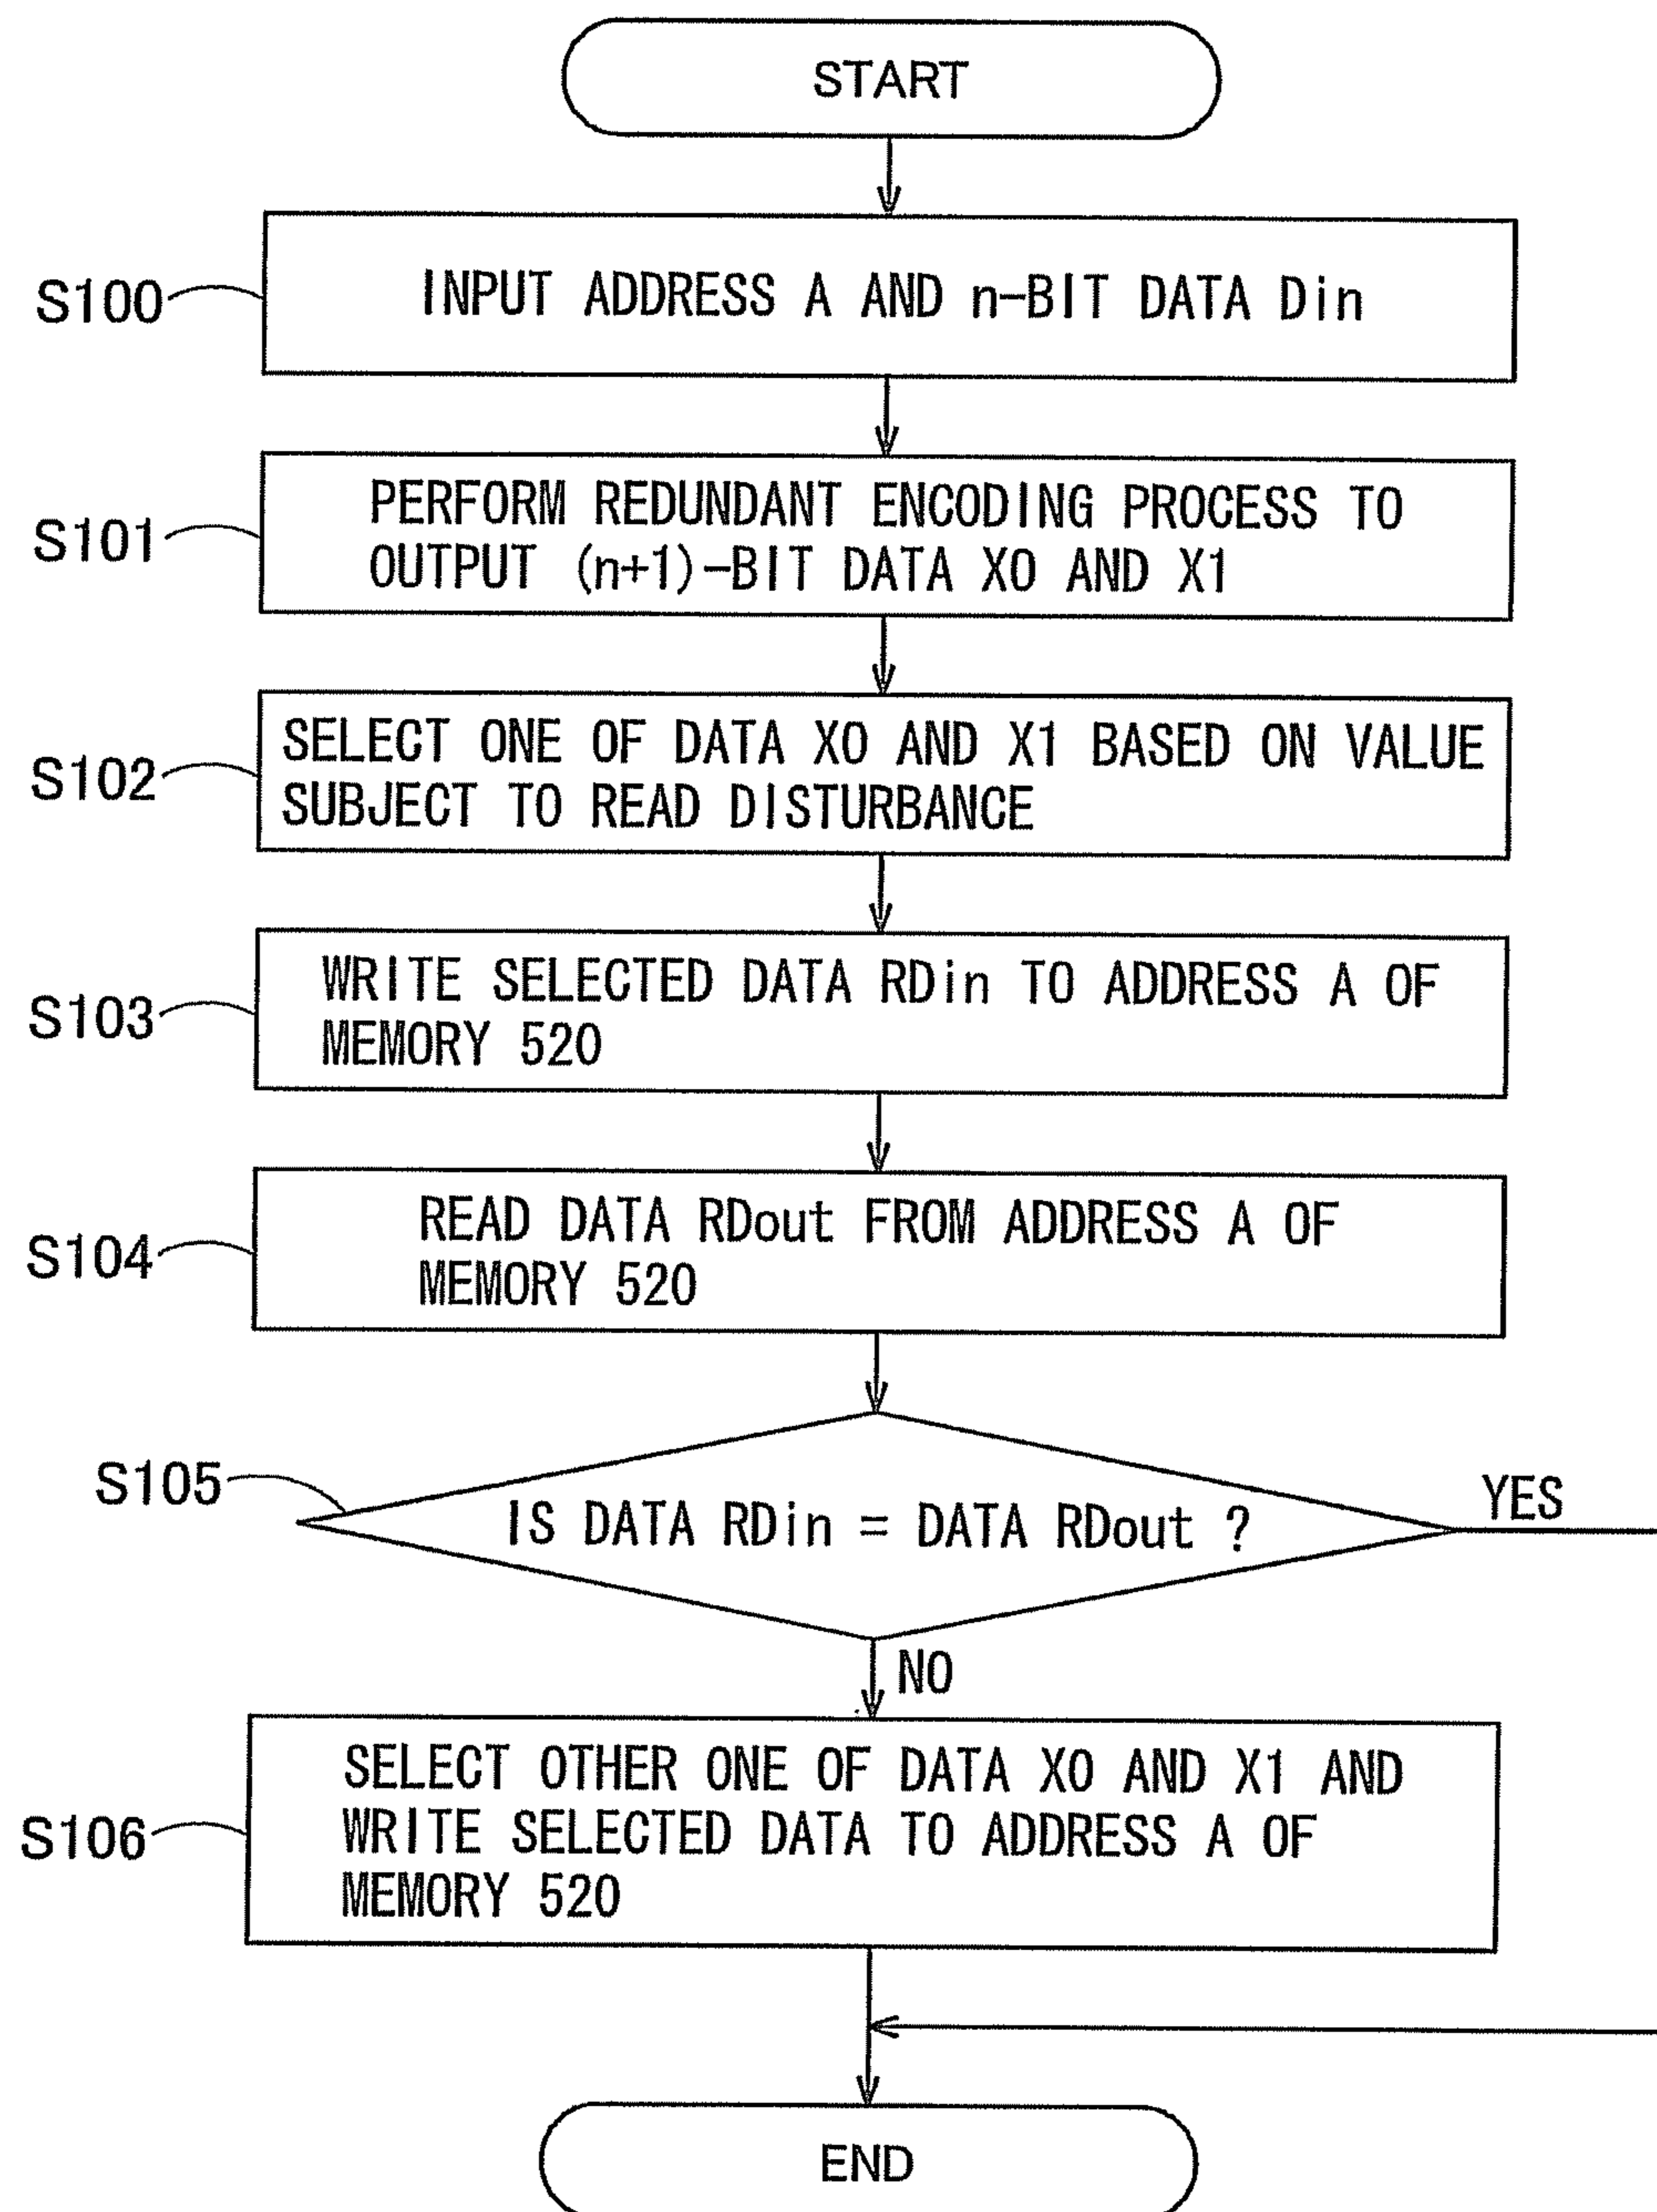 START
S100
INPUT ADDRESS A AND n-BIT DATA Din
S101
PERFORM REDUNDANT ENCODING PROCESS TO
OUTPUT (n+1)-BIT DATA X0 AND X1
S102
SELECT ONE OF DATA X0 AND X1 BASED ON VALUE
SUBJECT TO READ DISTURBANCE
S103
WRITE SELECTED DATA RDin TO ADDRESS A OF
MEMORY 520
S104
READ DATA RDout FROM ADDRESS A OF
MEMORY 520
S105
IS DATA RDin = DATA RDout ?
YES
NO
S106
SELECT OTHER ONE OF DATA X0 AND X1 AND
WRITE SELECTED DATA TO ADDRESS A OF
MEMORY 520
END